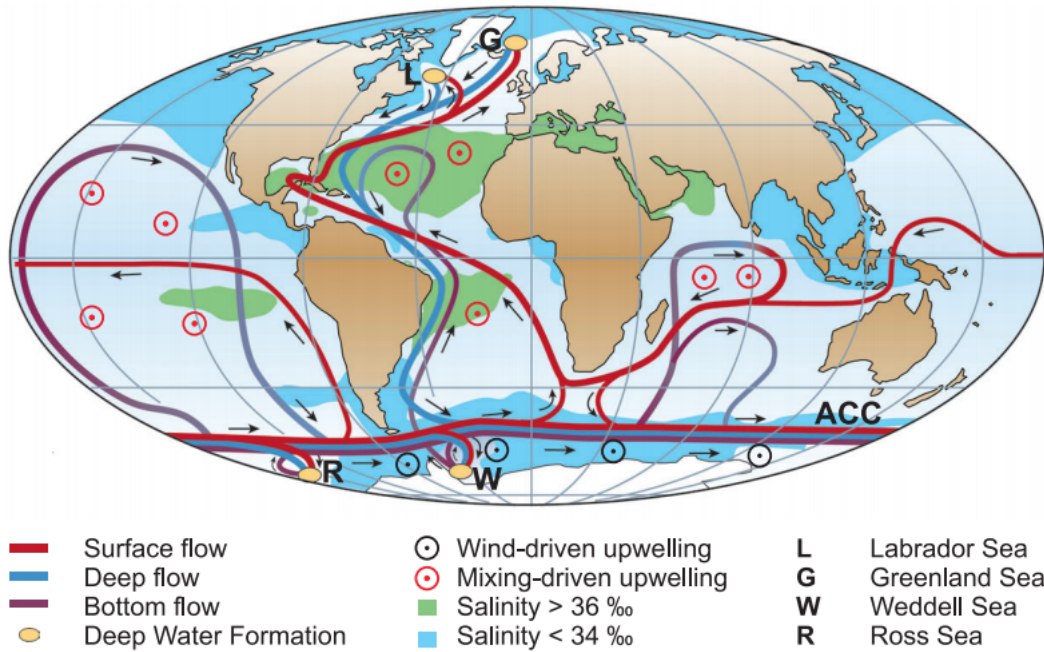 G
L
ACC
R
W
Surface flow
Deep flow
Bottom flow
Deep Water Formation
Wind-driven upwelling
Mixing-driven upwelling
Salinity > 36 ‰
Salinity < 34 ‰
L Labrador Sea
G Greenland Sea
W Weddell Sea
R Ross Sea